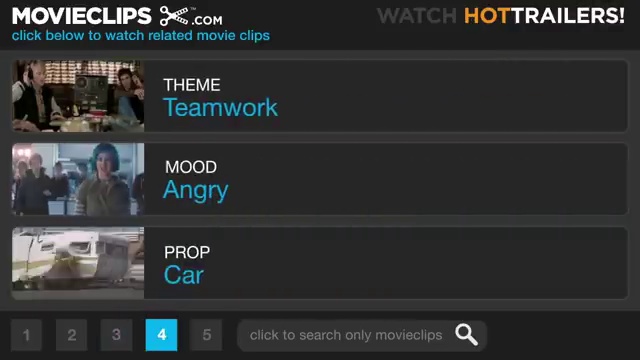 MOVIECLIPS.COM™
WATCH HOTTRAILERS!
click below to watch related movie clips
THEME
Teamwork
MOOD
Angry
PROP
Car
1 2 3 4 5
click to search only movieclips